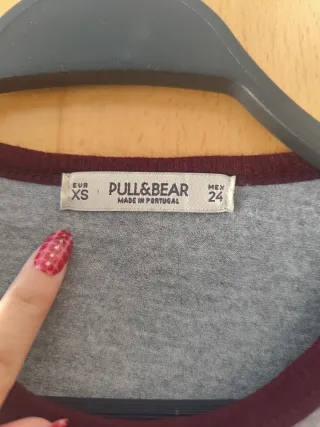 EUR
XS
PULL&BEAR
MADE IN PORTUGAL
MEX
24